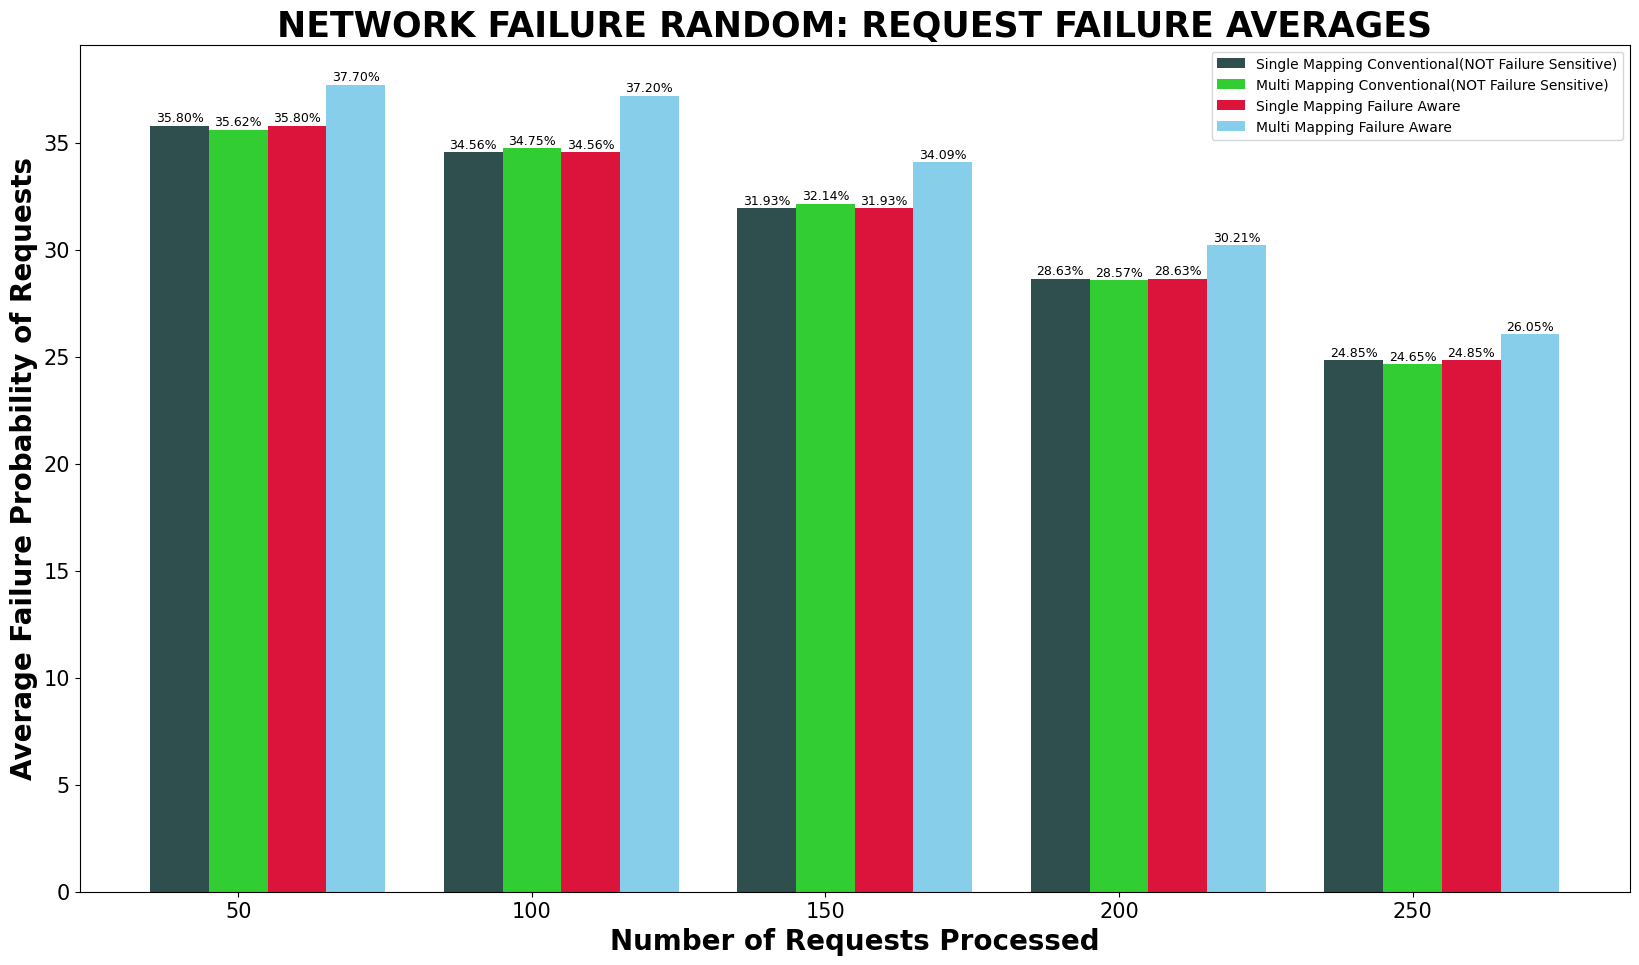 NETWORK FAILURE RANDOM: REQUEST FAILURE AVERAGES
Single Mapping Conventional(NOT Failure Sensitive)
Multi Mapping Conventional(NOT Failure Sensitive)
Single Mapping Failure Aware
Multi Mapping Failure Aware
Average Failure Probability of Requests
35
30
25
20
15
10
5
0
35.80% 35.62% 35.80% 37.70%
34.56% 34.75% 34.56% 37.20%
31.93% 32.14% 31.93% 34.09%
28.63% 28.57% 28.63% 30.21%
24.85% 24.65% 24.85% 26.05%
50 100 150 200 250
Number of Requests Processed